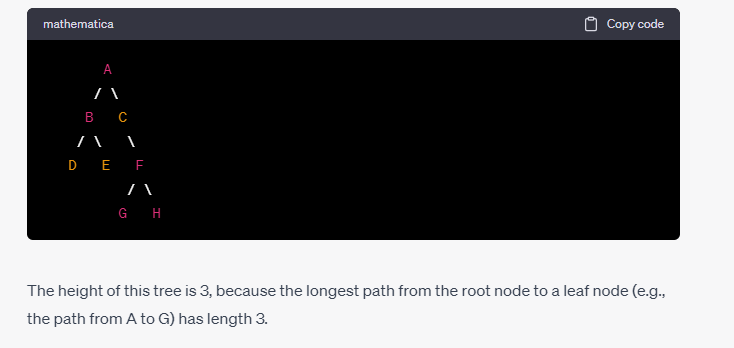 mathematica Copy code
A
/ \
B C
/ \ \
D E F
/ \
G H
The height of this tree is 3, because the longest path from the root node to a leaf node (e.g.,
the path from A to G) has length 3.